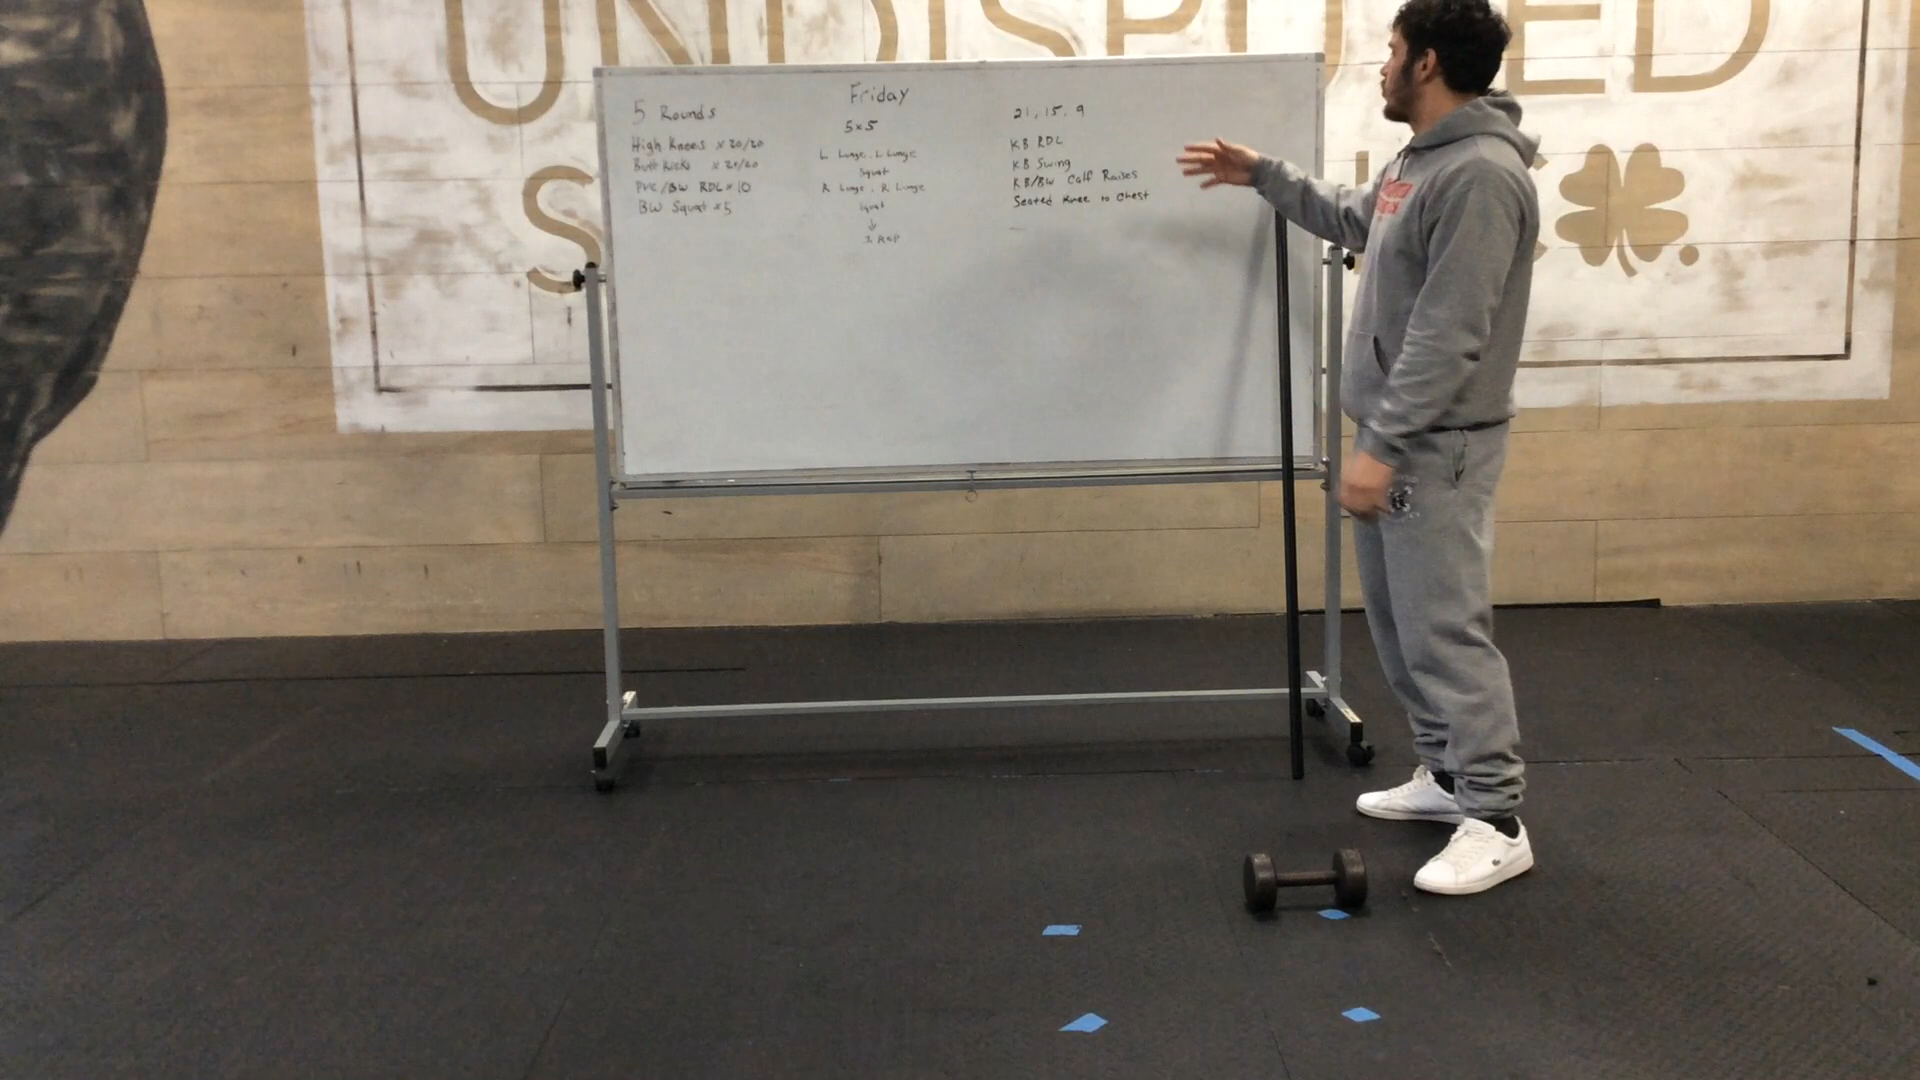 UNDISPUTED
S
Friday
5 Rounds
High Knees x 20/20
Butt Kicks x 20/20
PVC/BW RDL x 10
BW Squat x 5
5x5
L Lunge, L Lunge
Squat
R Lunge, R Lunge
Squat
↓
1 Rep
21, 15, 9
KB RDL
KB Swing
KB/BW Calf Raises
Seated Knee to Chest